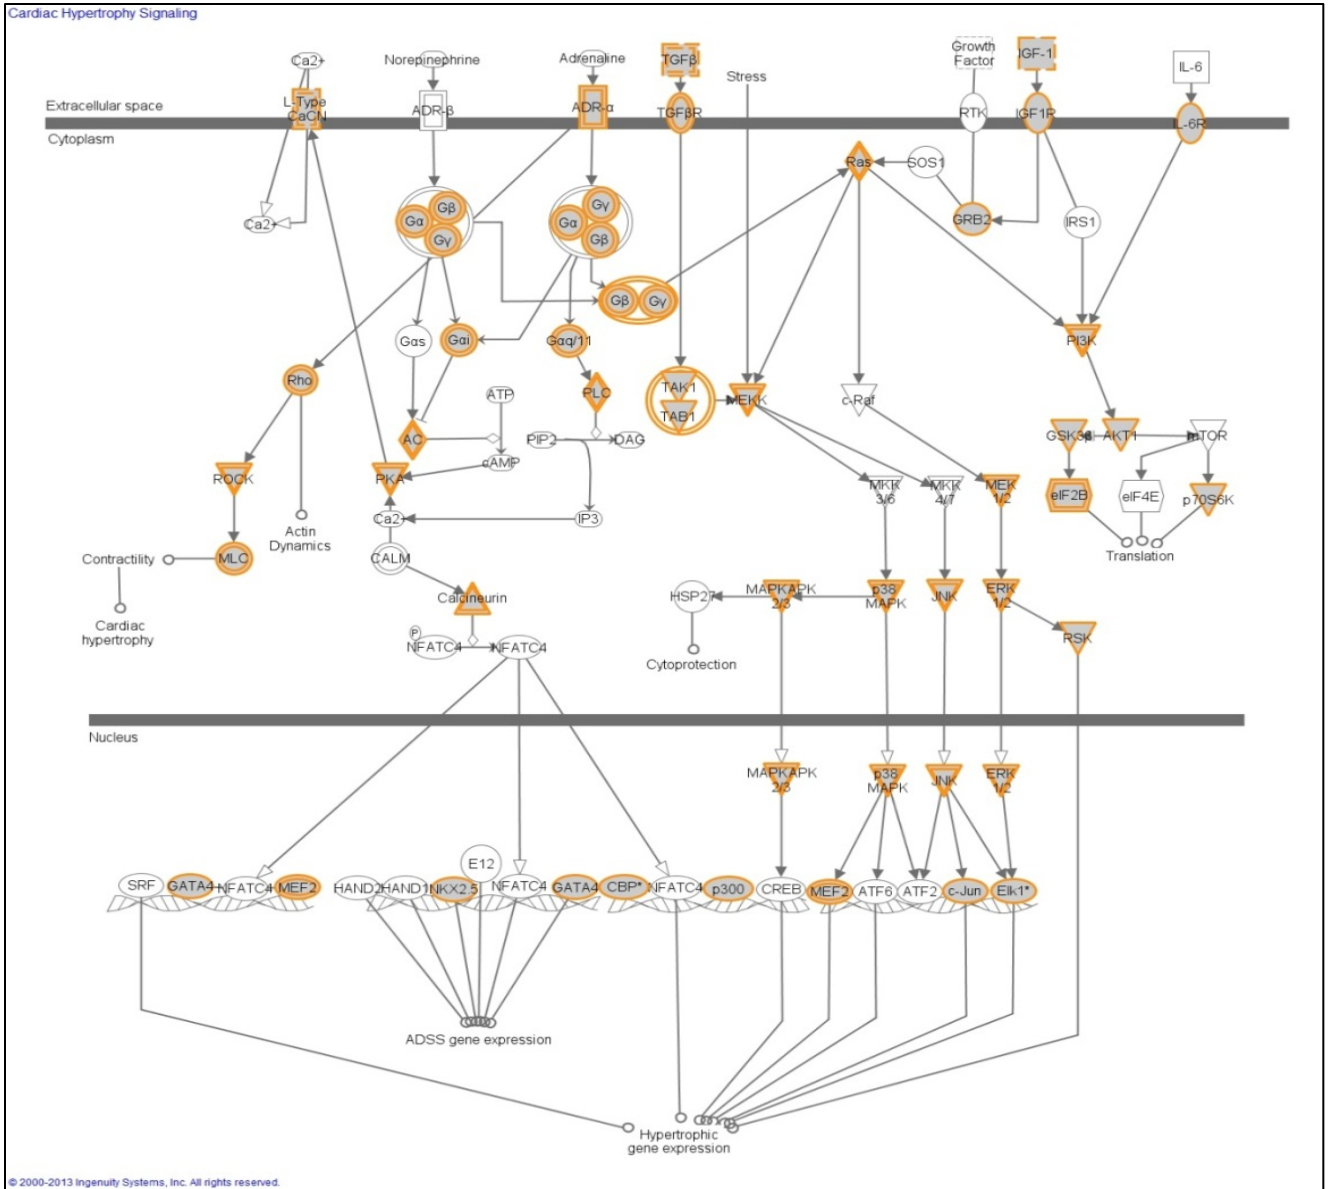 Cardiac Hypertrophy Signaling
Ca2+
Norepinephrine
Adrenaline
TGFβ
Stress
Growth
Factor
IGF-1
IL-6
Extracellular space
L-Type
CaCN
ADR-β
ADR-α
TGFβR
RTK
IGF1R
IL-6R
Cytoplasm
Ras
SOS1
Ca2+
Gα
Gβ
Gγ
Gα
Gγ
Gβ
GRB2
IRS1
Gβ
Gγ
Gαs
Gαi
Gαq/11
PI3K
Rho
ATP
PLC
TAK1
TAB1
MEKK
c-Raf
AC
PIP2
DAG
GSK3β
AKT1
mTOR
cAMP
ROCK
PKA
MKK
3/6
MKK
4/7
MEK
1/2
eIF2B
eIF4E
p70S6K
Ca2+
IP3
Actin
Dynamics
Contractility
MLC
CALM
Translation
Calcineurin
HSP27
MAPKAPK
2/3
p38
MAPK
JNK
ERK
1/2
Cardiac
hypertrophy
P
NFATC4
NFATC4
RSK
Cytoprotection
Nucleus
MAPKAPK
2/3
p38
MAPK
JNK
ERK
1/2
SRF
GATA4
NFATC4
MEF2
HAND2
HAND1
NKX2.5
E12
NFATC4
GATA4
CBP*
NFATC4
p300
CREB
MEF2
ATF6
ATF2
c-Jun
Elk1*
ADSS gene expression
Hypertrophic
gene expression
© 2000-2013 Ingenuity Systems, Inc. All rights reserved.